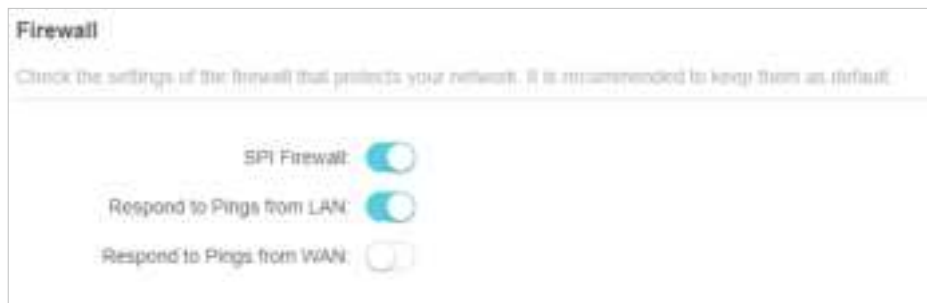 Firewall
Check the settings of the firewall that protects your network. It is recommended to keep them as default.
SPI Firewall:
Respond to Pings from LAN:
Respond to Pings from WAN: